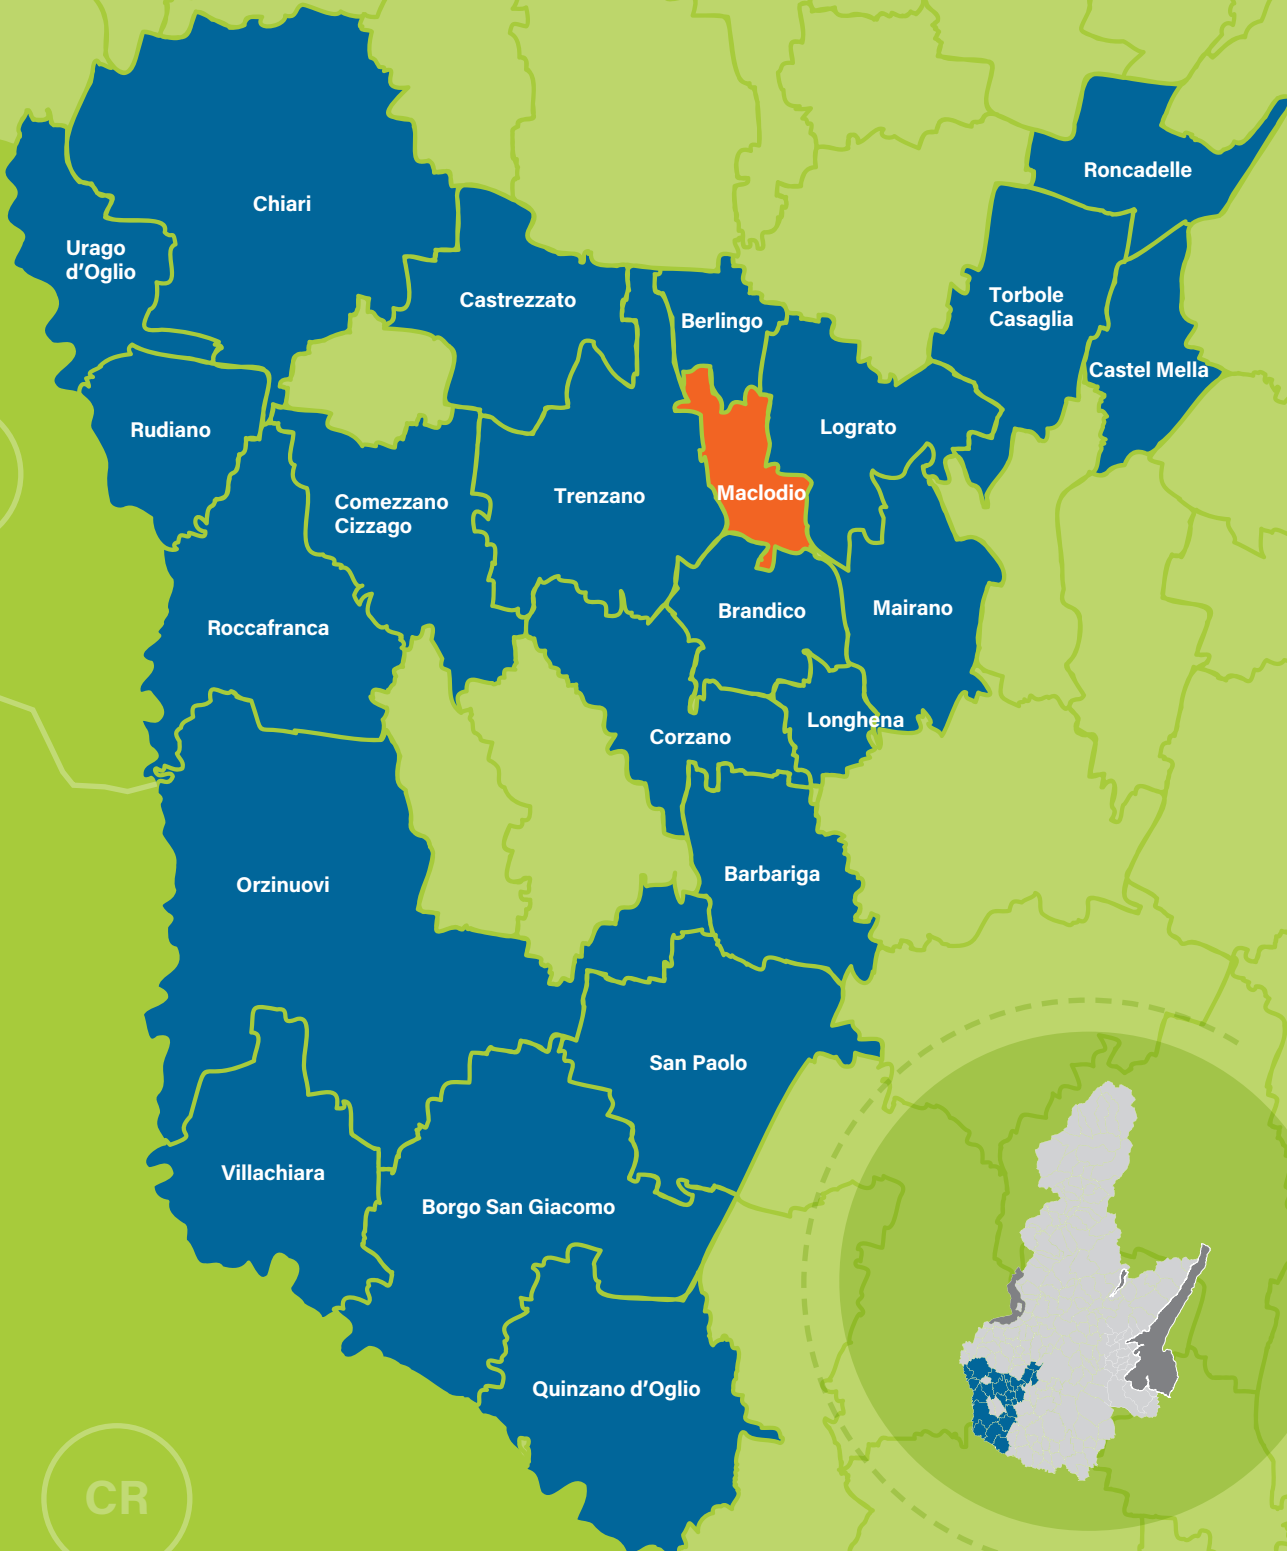 Roncadelle
Chiari
Urago
d'Oglio
Castrezzato
Torbole
Casaglia
Berlingo
Castel Mella
Rudiano
Lograto
Maclodio
Trenzano
Comezzano
Cizzago
Brandico
Mairano
Roccafranca
Longhena
Corzano
Barbariga
Orzinuovi
San Paolo
Villachiara
Borgo San Giacomo
Quinzano d'Oglio
CR